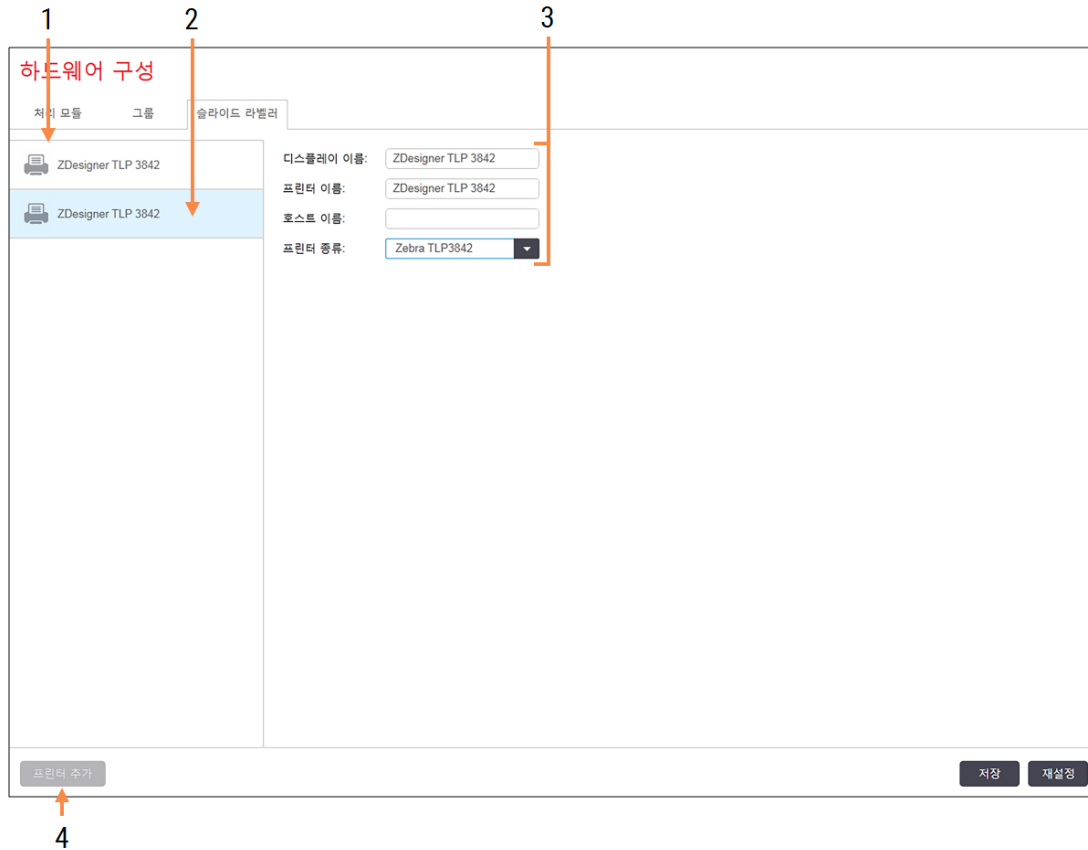 1 2 3
하드웨어 구성
처리 모듈 그룹 슬라이드 라벨러
ZDesigner TLP 3842
ZDesigner TLP 3842
디스플레이 이름: ZDesigner TLP 3842
프린터 이름: ZDesigner TLP 3842
호스트 이름:
프린터 종류: Zebra TLP3842
프린터 추가 저장 재설정
4